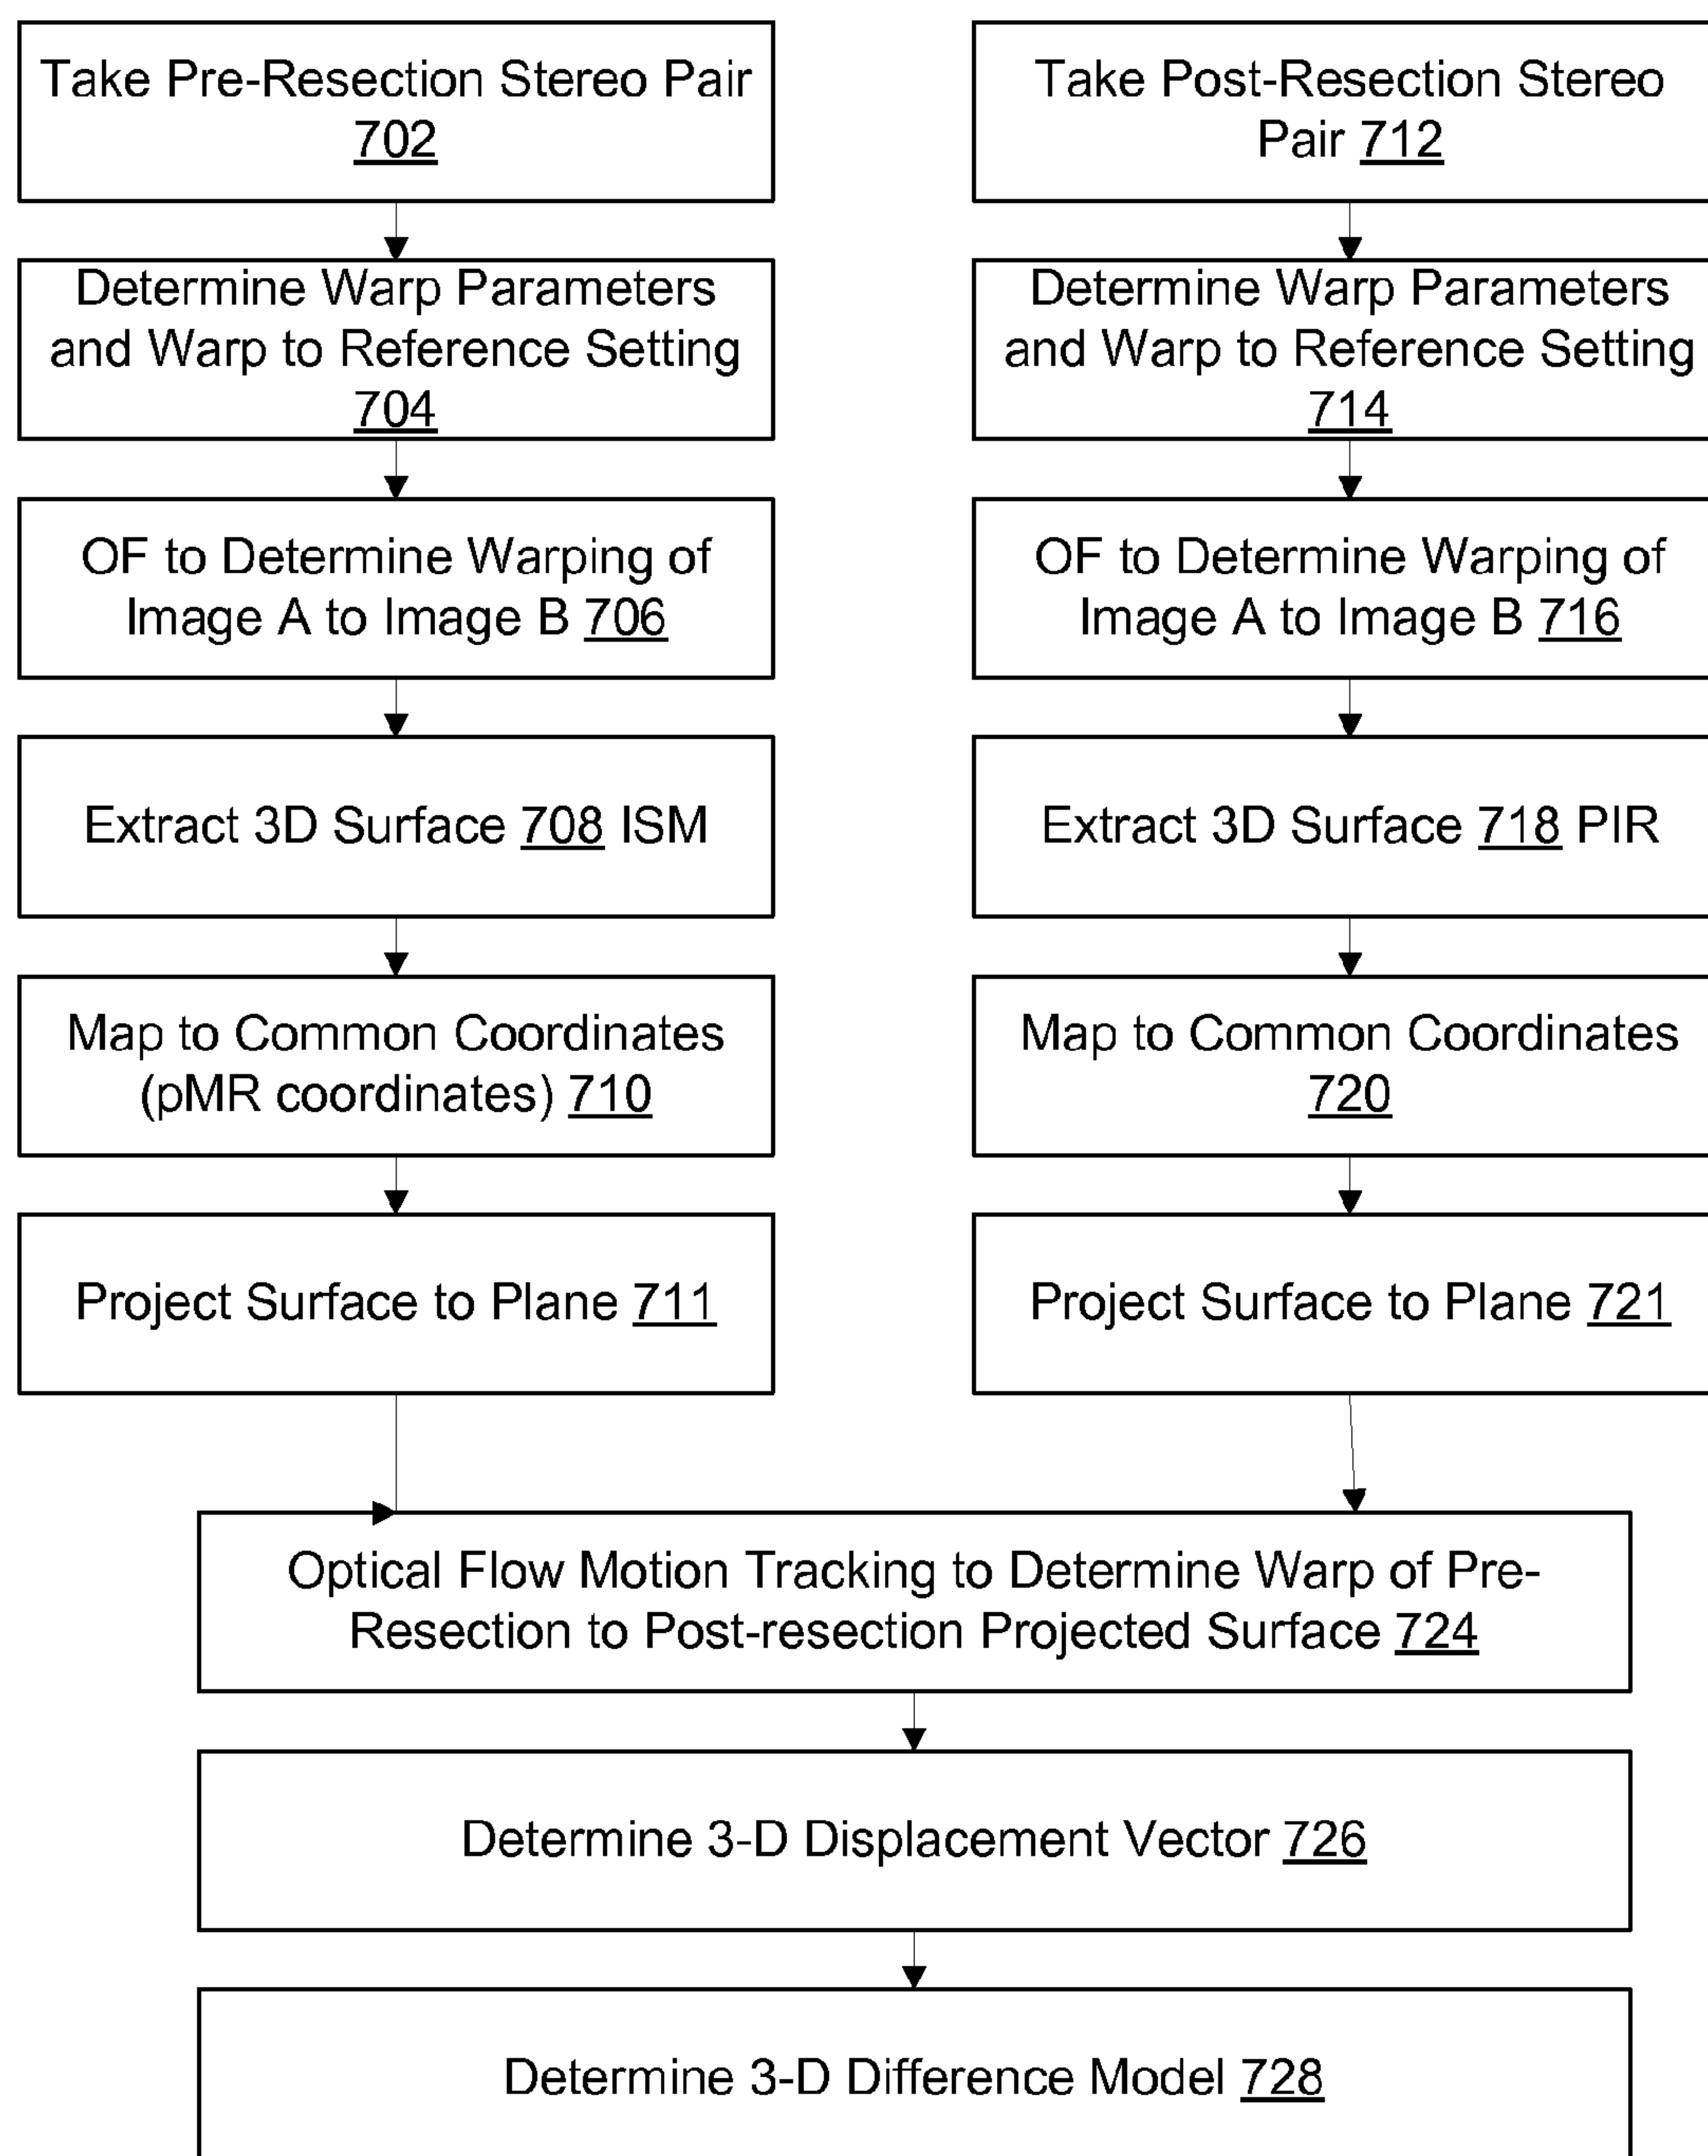 Take Pre-Resection Stereo Pair
702
Determine Warp Parameters
and Warp to Reference Setting
704
OF to Determine Warping of
Image A to Image B 706
Extract 3D Surface 708 ISM
Map to Common Coordinates
(pMR coordinates) 710
Project Surface to Plane 711
Take Post-Resection Stereo
Pair 712
Determine Warp Parameters
and Warp to Reference Setting
714
OF to Determine Warping of
Image A to Image B 716
Extract 3D Surface 718 PIR
Map to Common Coordinates
720
Project Surface to Plane 721
Optical Flow Motion Tracking to Determine Warp of Pre-
Resection to Post-resection Projected Surface 724
Determine 3-D Displacement Vector 726
Determine 3-D Difference Model 728